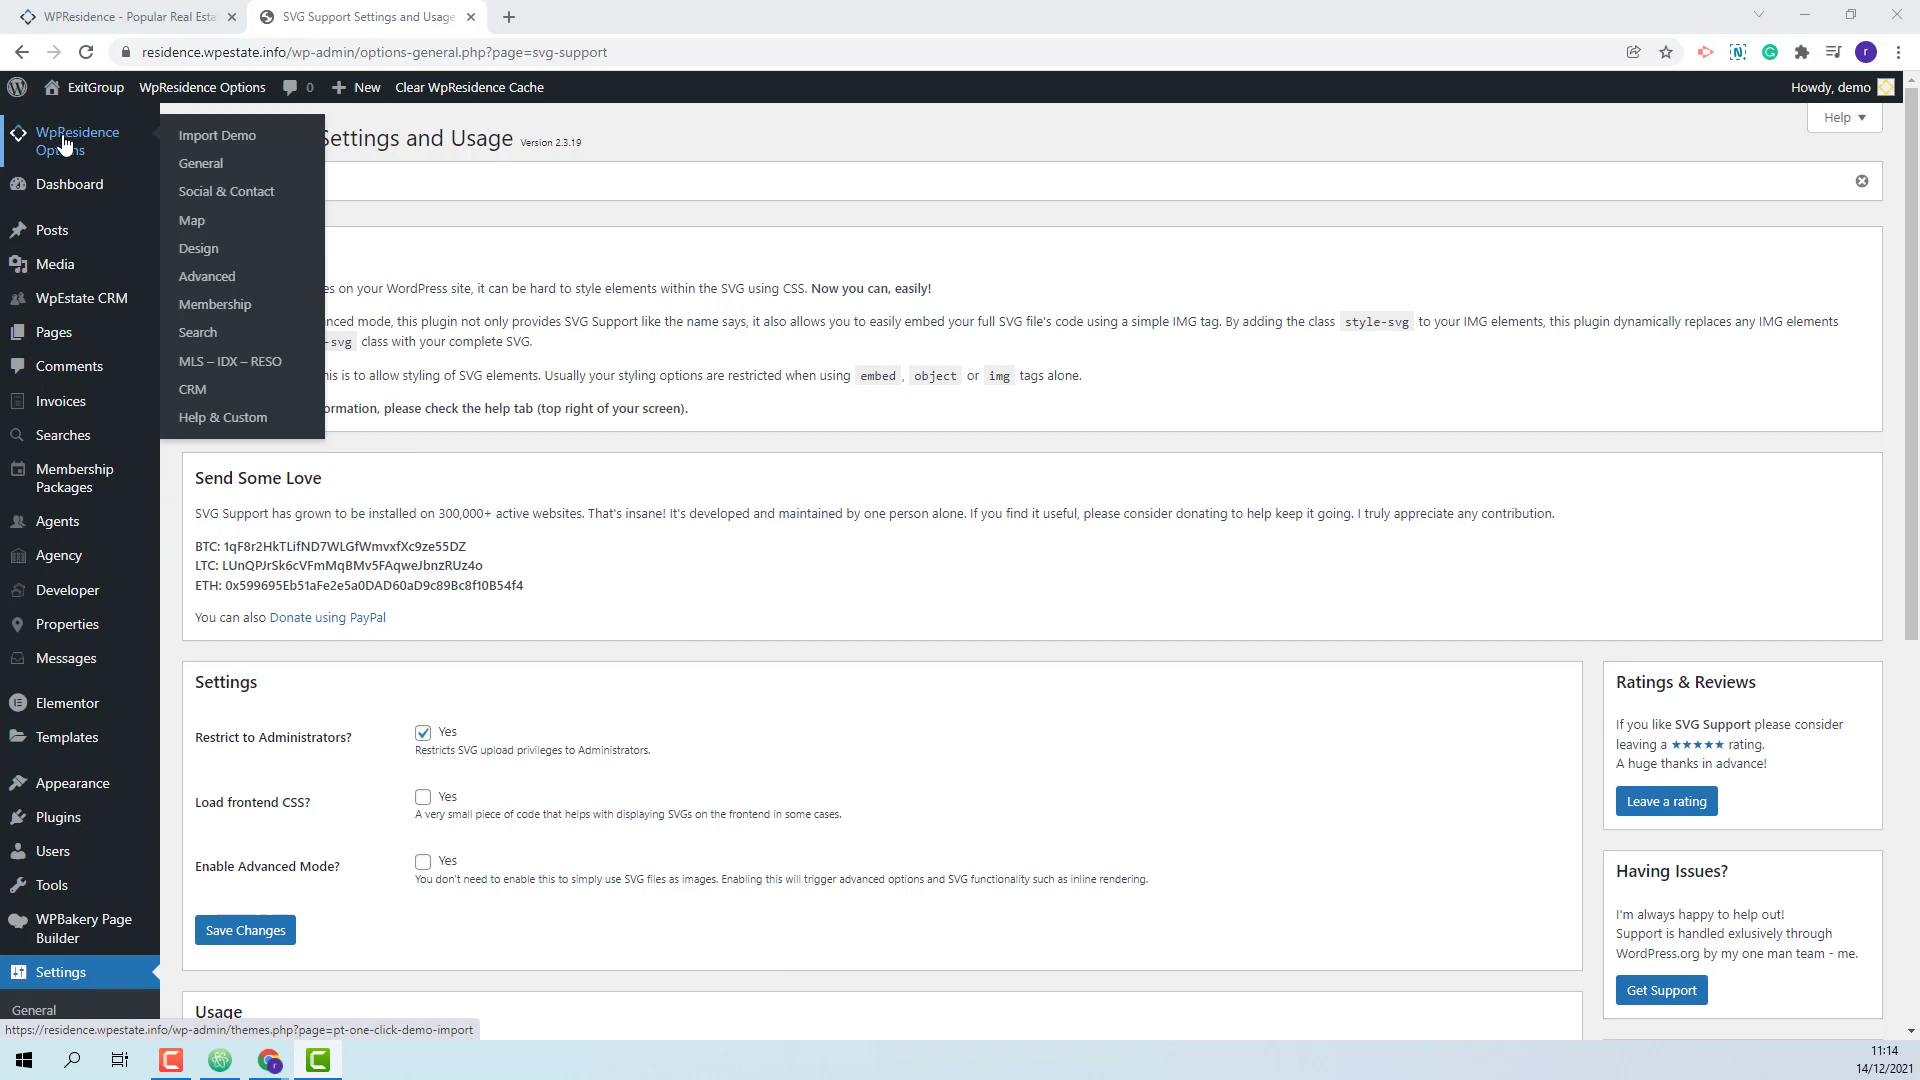 WPResidence - Popular Real Esta
SVG Support Settings and Usage
residence.wpestate.info/wp-admin/options-general.php?page=svg-support
r
ExitGroup
WpResidence Options
0
New
Clear WpResidence Cache
Howdy, demo
WpResidence Options
Dashboard
Posts
Media
WpEstate CRM
Pages
Comments
Invoices
Searches
Membership Packages
Agents
Agency
Developer
Properties
Messages
Elementor
Templates
Appearance
Plugins
Users
Tools
WPBakery Page Builder
Settings
General
Import Demo
General
Social & Contact
Map
Design
Advanced
Membership
Search
MLS – IDX – RESO
CRM
Help & Custom
Help
Settings and Usage Version 2.3.19
es on your WordPress site, it can be hard to style elements within the SVG using CSS. Now you can, easily!
nced mode, this plugin not only provides SVG Support like the name says, it also allows you to easily embed your full SVG file's code using a simple IMG tag. By adding the class style-svg to your IMG elements, this plugin dynamically replaces any IMG elements
-svg class with your complete SVG.
his is to allow styling of SVG elements. Usually your styling options are restricted when using embed, object or img tags alone.
ormation, please check the help tab (top right of your screen).
Send Some Love
SVG Support has grown to be installed on 300,000+ active websites. That's insane! It's developed and maintained by one person alone. If you find it useful, please consider donating to help keep it going. I truly appreciate any contribution.
BTC: 1qF8r2HkTLifND7WLGfWmvxfXc9ze55DZ
LTC: LUnQPJrSk6cVFmMqBMv5FAqweJbnzRUz4o
ETH: 0x599695Eb51aFe2e5a0DAD60aD9c89Bc8f10B54f4
You can also Donate using PayPal
Settings
Restrict to Administrators?
Yes
Restricts SVG upload privileges to Administrators.
Load frontend CSS?
Yes
A very small piece of code that helps with displaying SVGs on the frontend in some cases.
Enable Advanced Mode?
Yes
You don't need to enable this to simply use SVG files as images. Enabling this will trigger advanced options and SVG functionality such as inline rendering.
Save Changes
Usage
Ratings & Reviews
If you like SVG Support please consider
leaving a ★★★★★ rating.
A huge thanks in advance!
Leave a rating
Having Issues?
I'm always happy to help out!
Support is handled exlusively through
WordPress.org by my one man team - me.
Get Support
https://residence.wpestate.info/wp-admin/themes.php?page=pt-one-click-demo-import
11:14
14/12/2021